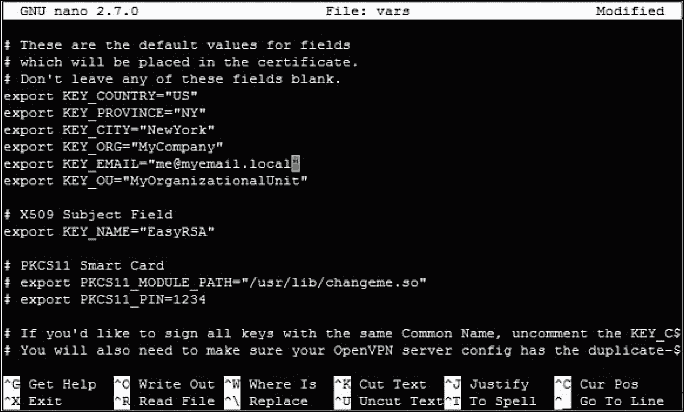 GNU nano 2.7.0 File: vars Modified
# These are the default values for fields
# which will be placed in the certificate.
# Don't leave any of these fields blank.
export KEY_COUNTRY="US"
export KEY_PROVINCE="NY"
export KEY_CITY="NewYork"
export KEY_ORG="MyCompany"
export KEY_EMAIL="me@myemail.local"
export KEY_OU="MyOrganizationalUnit"
# X509 Subject Field
export KEY_NAME="EasyRSA"
# PKCS11 Smart Card
# export PKCS11_MODULE_PATH="/usr/lib/changeme.so"
# export PKCS11_PIN=1234
# If you'd like to sign all keys with the same Common Name, uncomment the KEY_C$
# You will also need to make sure your OpenVPN server config has the duplicate-$
^G Get Help ^O Write Out ^W Where Is ^K Cut Text ^J Justify ^C Cur Pos
^X Exit ^R Read File ^\ Replace ^U Uncut Text ^T To Spell ^_ Go To Line